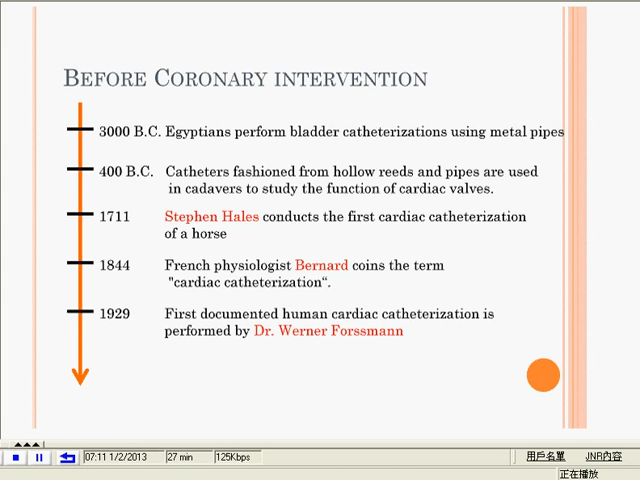 BEFORE CORONARY INTERVENTION
3000 B.C. Egyptians perform bladder catheterizations using metal pipes
400 B.C. Catheters fashioned from hollow reeds and pipes are used
in cadavers to study the function of cardiac valves.
1711 Stephen Hales conducts the first cardiac catheterization
of a horse
1844 French physiologist Bernard coins the term
"cardiac catheterization“.
1929 First documented human cardiac catheterization is
performed by Dr. Werner Forssmann
07:11 1/2/2013 27 min 125Kbps 用戶名單 JNR內容
正在播放